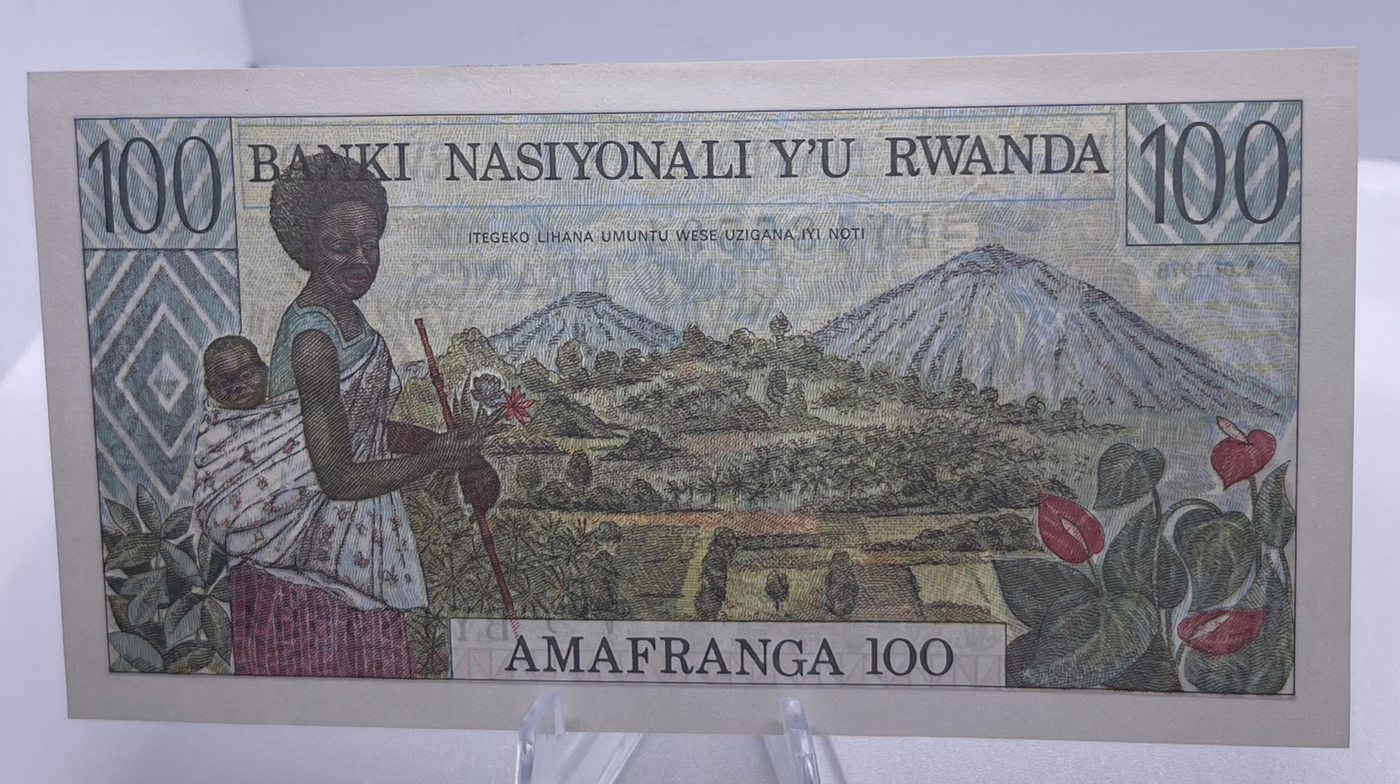 100 BANKI NASIYONALI Y'U RWANDA 100
ITEGEKO LIHANA UMUNTU WESE UZIGANA IYI NOTI
AMAFRANGA 100